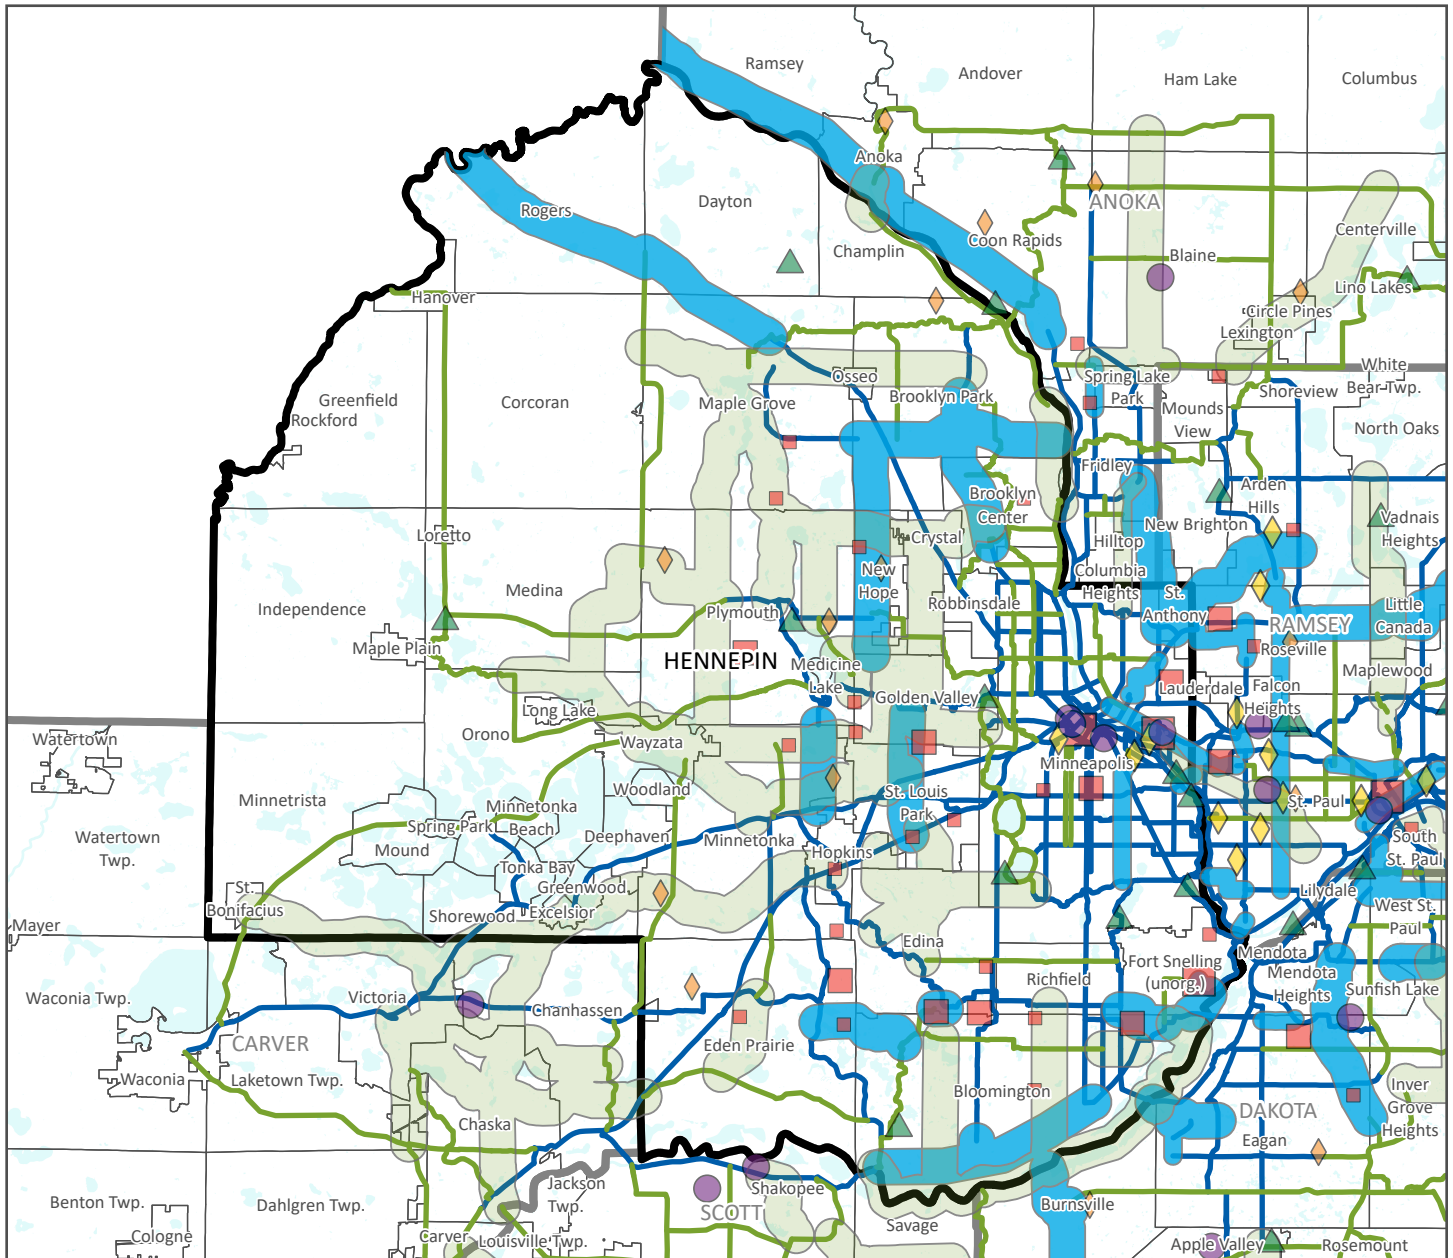 Ramsey
Andover
Ham Lake
Columbus
Anoka
Dayton
ANOKA
Rogers
Centerville
Champlin
Coon Rapids
Blaine
Lino Lakes
Hanover
Circle Pines
Lexington
White
Bear Twp.
Osseo
Spring Lake
Park
Shoreview
Greenfield
Rockford
Corcoran
Maple Grove
Brooklyn Park
Mounds
View
North Oaks
Fridley
Arden
Hills
Brooklyn
Center
New Brighton
Vadnais
Heights
Loretto
Crystal
Hilltop
New
Hope
Columbia
Heights
Medina
St.
Anthony
Independence
Plymouth
Robbinsdale
Little
Canada
RAMSEY
Maple Plain
HENNEPIN
Roseville
Medicine
Lake
Maplewood
Lauderdale
Falcon
Heights
Golden Valley
Long Lake
Watertown
Orono
Wayzata
Minneapolis
Woodland
Minnetrista
St. Louis
Park
St. Paul
Minnetonka
Beach
Spring Park
Watertown
Twp.
Deephaven
Minnetonka
South
St. Paul
Mound
Hopkins
Tonka Bay
Greenwood
St.
Bonifacius
Lilydale
Shorewood
Excelsior
West St.
Paul
Mayer
Edina
Mendota
Fort Snelling
(unorg.)
Richfield
Mendota
Heights
Sunfish Lake
Waconia Twp.
Victoria
Chanhassen
CARVER
Eden Prairie
Waconia
Laketown Twp.
Bloomington
Inver
Grove
Heights
DAKOTA
Chaska
Eagan
Jackson
Twp.
Shakopee
Benton Twp.
Dahlgren Twp.
SCOTT
Burnsville
Savage
Cologne
Carver
Louisville Twp.
Apple Valley
Rosemount